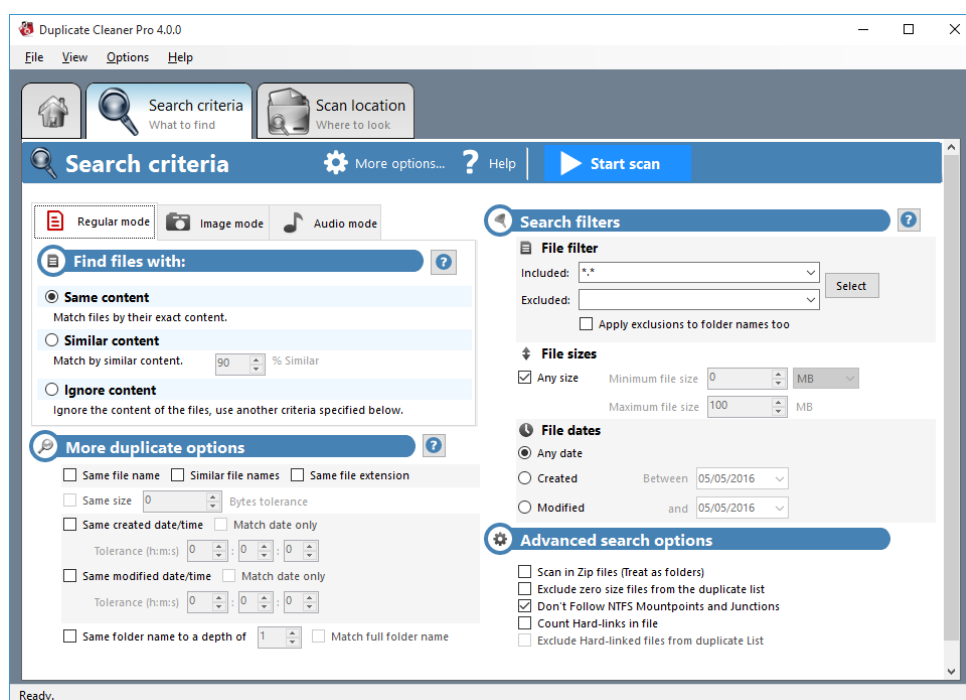 Duplicate Cleaner Pro 4.0.0
File View Options Help
Search criteria
What to find
Scan location
Where to look
Search criteria More options... ? Help Start scan
Regular mode Image mode Audio mode
Find files with: ?
Same content
Match files by their exact content.
Similar content
Match by similar content. 90 % Similar
Ignore content
Ignore the content of the files, use another criteria specified below.
More duplicate options ?
Same file name Similar file names Same file extension
Same size 0 Bytes tolerance
Same created date/time Match date only
Tolerance (h:m:s) 0 : 0 : 0
Same modified date/time Match date only
Tolerance (h:m:s) 0 : 0 : 0
Same folder name to a depth of 1 Match full folder name
Search filters ?
File filter
Included: *.*
Select
Excluded:
Apply exclusions to folder names too
File sizes
Any size Minimum file size 0 MB
Maximum file size 100 MB
File dates
Any date
Created Between 05/05/2016
Modified and 05/05/2016
Advanced search options
Scan in Zip files (Treat as folders)
Exclude zero size files from the duplicate list
Don't Follow NTFS Mountpoints and Junctions
Count Hard-links in file
Exclude Hard-linked files from duplicate List
Ready.